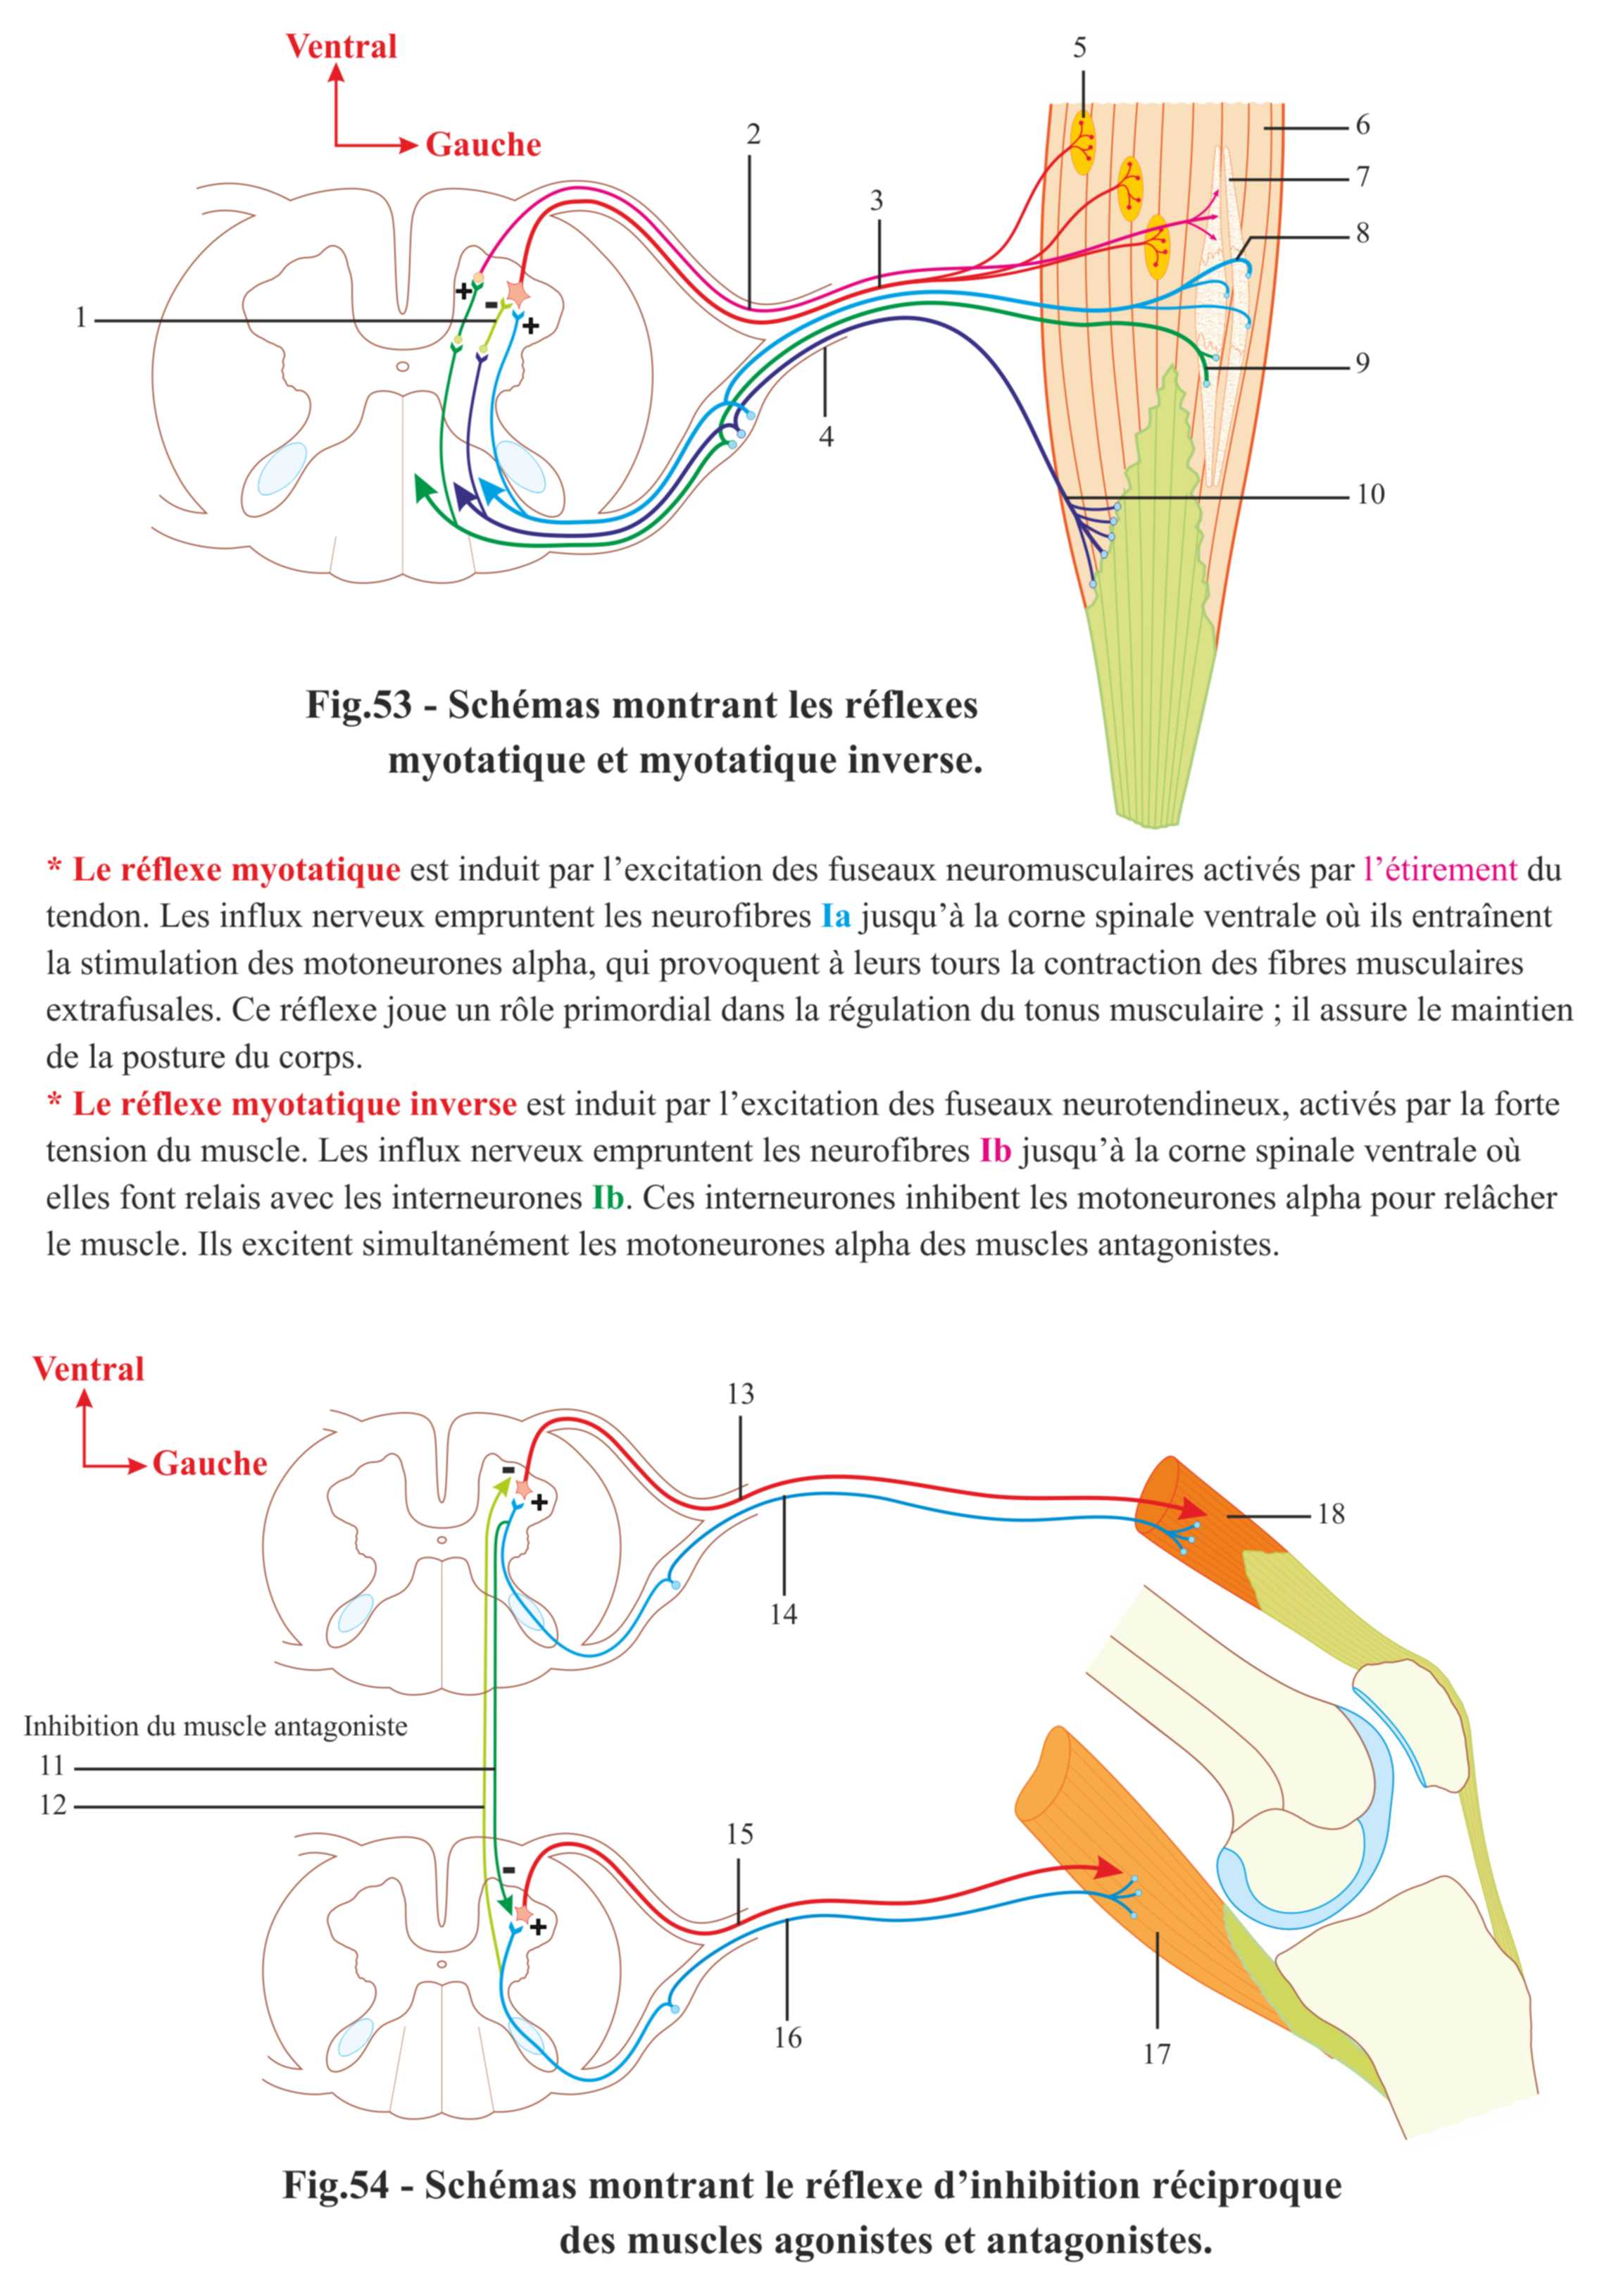 Ventral
Gauche
5
2
3
6
7
8
+
-
+
1
9
4
10
Fig.53 - Schémas montrant les réflexes
myotatique et myotatique inverse.
* Le réflexe myotatique est induit par l’excitation des fuseaux neuromusculaires activés par l’étirement du
tendon. Les influx nerveux empruntent les neurofibres Ia jusqu’à la corne spinale ventrale où ils entraînent
la stimulation des motoneurones alpha, qui provoquent à leurs tours la contraction des fibres musculaires
extrafusales. Ce réflexe joue un rôle primordial dans la régulation du tonus musculaire ; il assure le maintien
de la posture du corps.
* Le réflexe myotatique inverse est induit par l’excitation des fuseaux neurotendineux, activés par la forte
tension du muscle. Les influx nerveux empruntent les neurofibres Ib jusqu’à la corne spinale ventrale où
elles font relais avec les interneurones Ib. Ces interneurones inhibent les motoneurones alpha pour relâcher
le muscle. Ils excitent simultanément les motoneurones alpha des muscles antagonistes.
Ventral
Gauche
13
-
+
18
14
Inhibition du muscle antagoniste
11
12
15
-
+
16
17
Fig.54 - Schémas montrant le réflexe d’inhibition réciproque
des muscles agonistes et antagonistes.